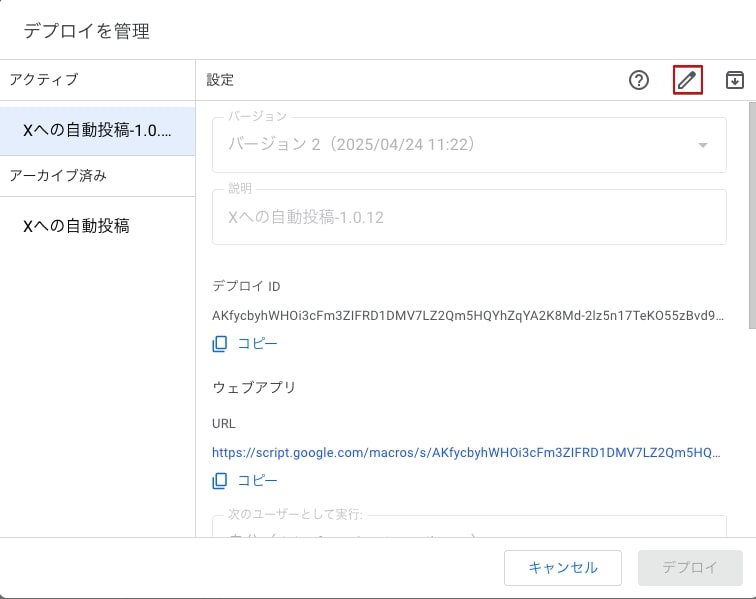 デプロイを管理
アクティブ
設定
Xへの自動投稿-1.0....
アーカイブ済み
Xへの自動投稿
バージョン
バージョン 2（2025/04/24 11:22）
説明
Xへの自動投稿-1.0.12
デプロイ ID
AKfycbyhWHOi3cFm3ZIFRD1DMV7LZ2Qm5HQYhZqYA2K8Md-2lz5n17TeKO55zBvd9...
コピー
ウェブアプリ
URL
https://script.google.com/macros/s/AKfycbyhWHOi3cFm3ZIFRD1DMV7LZ2Qm5HQ...
コピー
次のユーザーとして実行:
キャンセル
デプロイ